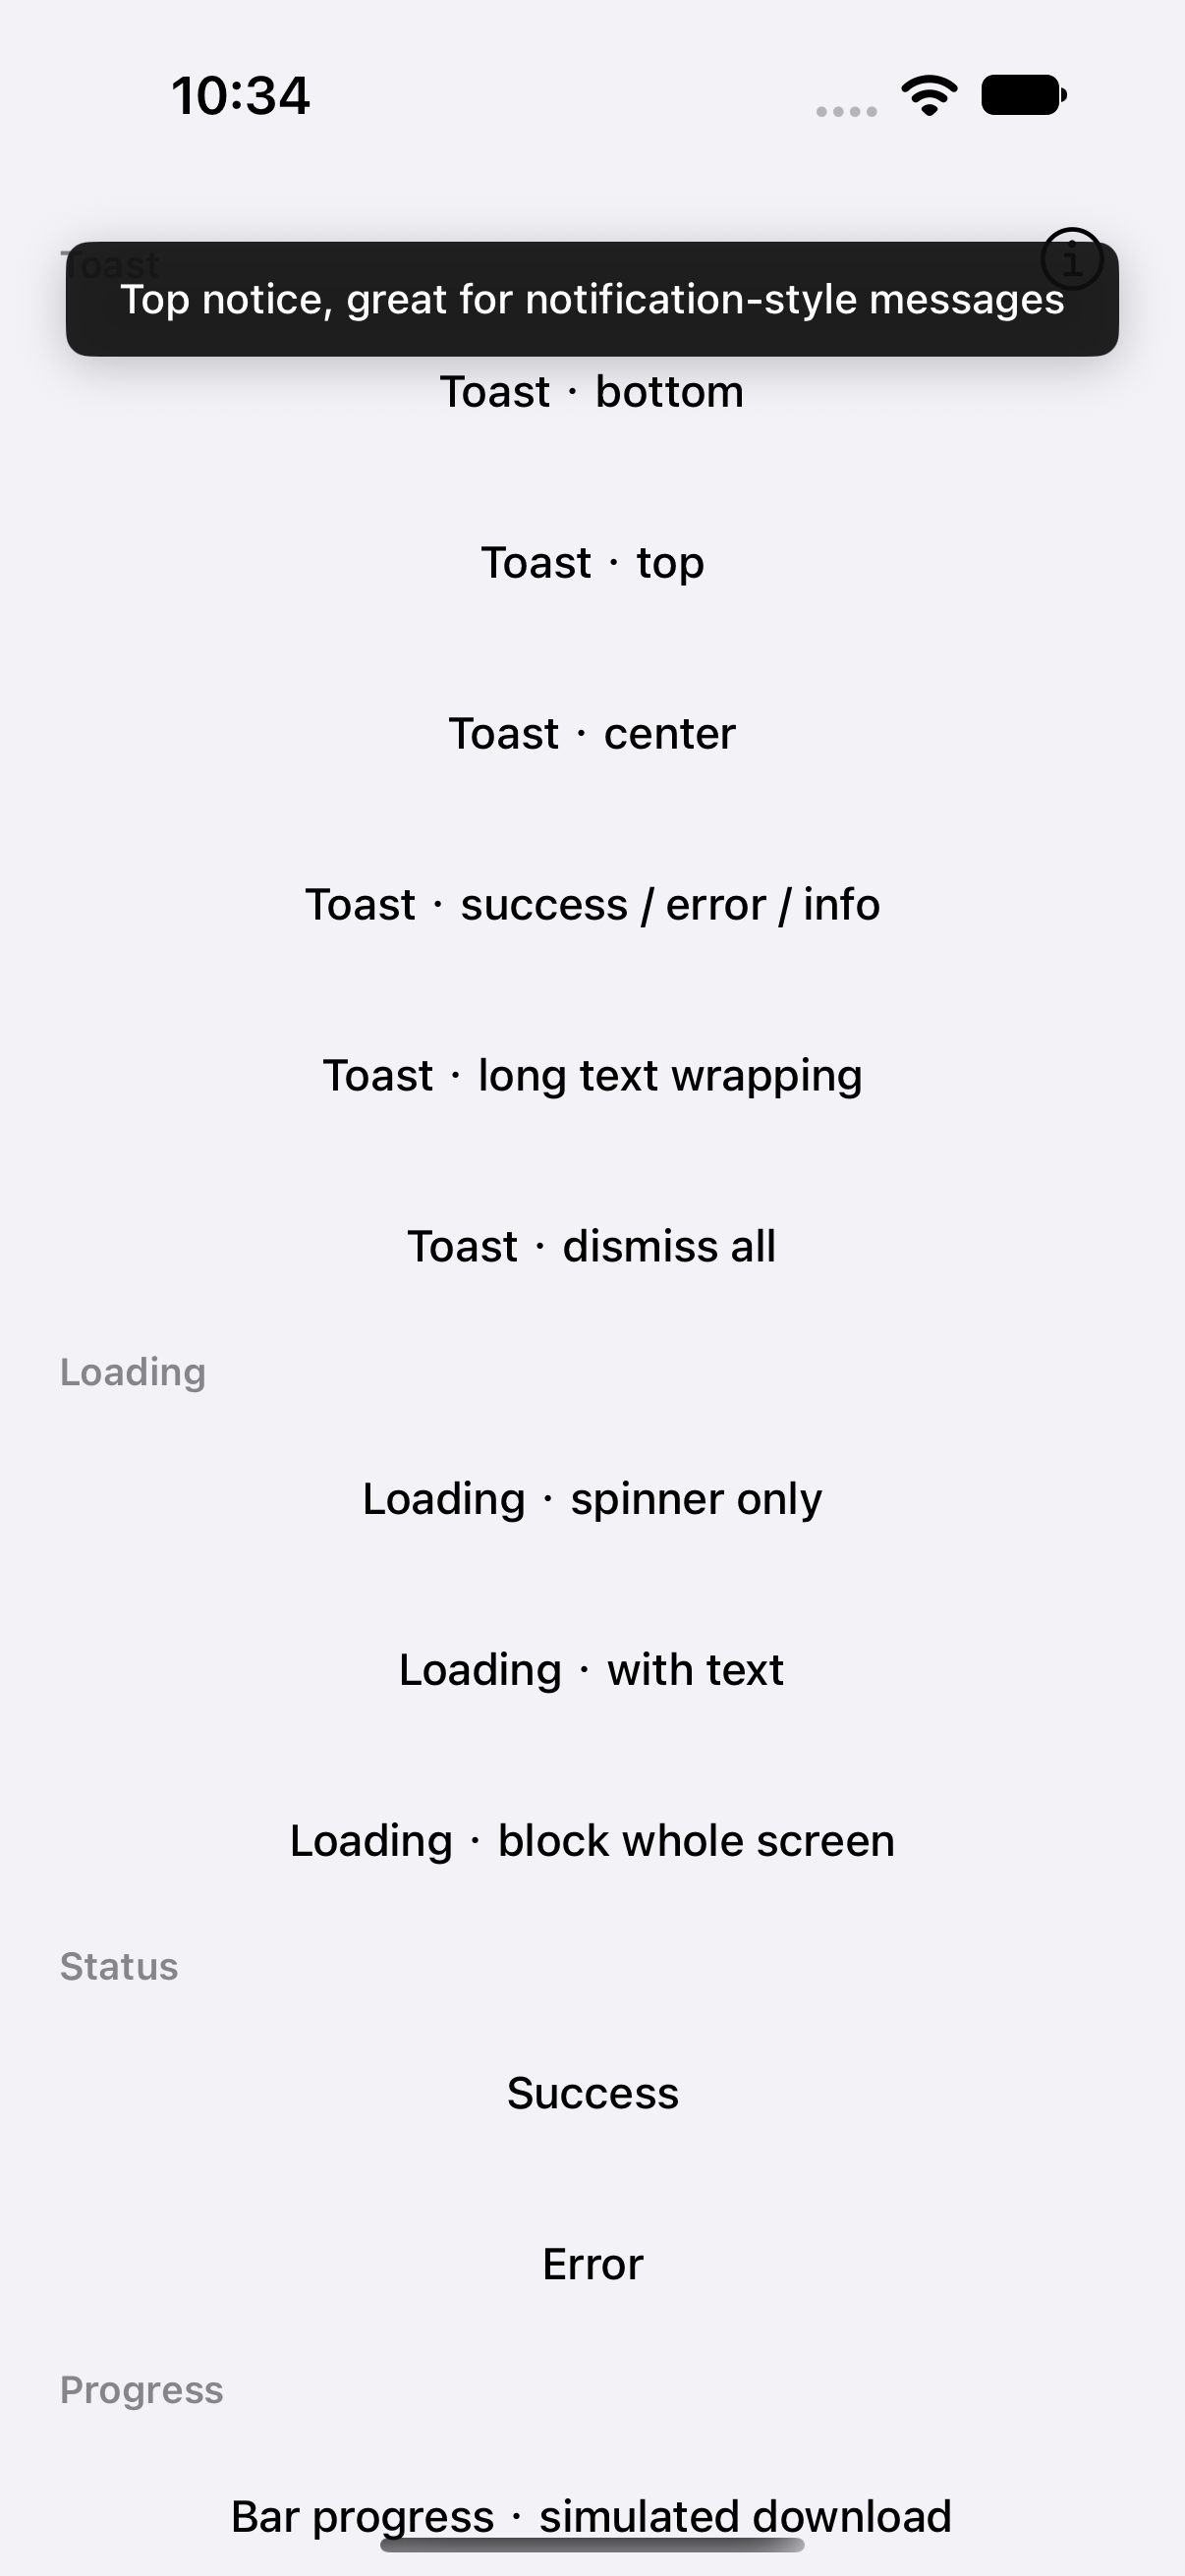 10:34
Toast
Top notice, great for notification-style messages
Toast · bottom
Toast · top
Toast · center
Toast · success / error / info
Toast · long text wrapping
Toast · dismiss all
Loading
Loading · spinner only
Loading · with text
Loading · block whole screen
Status
Success
Error
Progress
Bar progress · simulated download